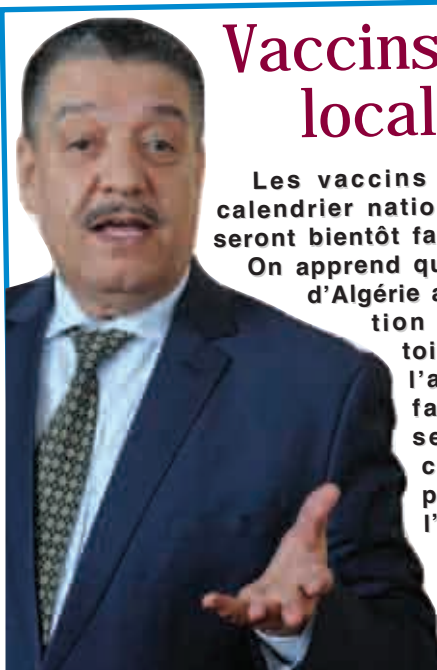 Vaccins
local
Les vaccins
calendrier natio
seront bientôt fa
On apprend qu
d’Algérie a
tion
toi
l’a
fa
se
c
p
l’